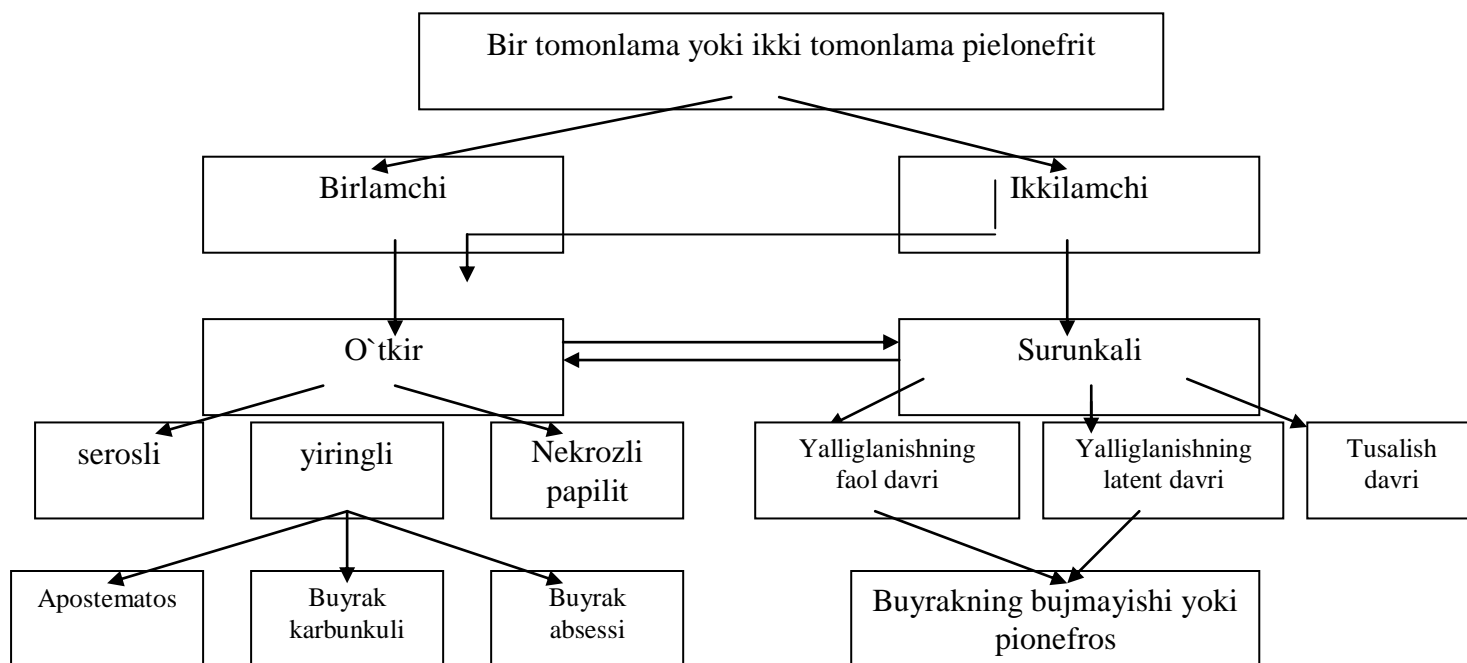 Bir tomonlama yoki ikki tomonlama pielonefrit
Birlamchi
Ikkilamchi
O`tkir
Surunkali
serosli
yiringli
Nekrozli
papilit
Yalliglanishning
faol davri
Yalliglanishning
latent davri
Tusalish
davri
Apostematos
Buyrak
karbunkuli
Buyrak
absessi
Buyrakning bujmayishi yoki
pionefros